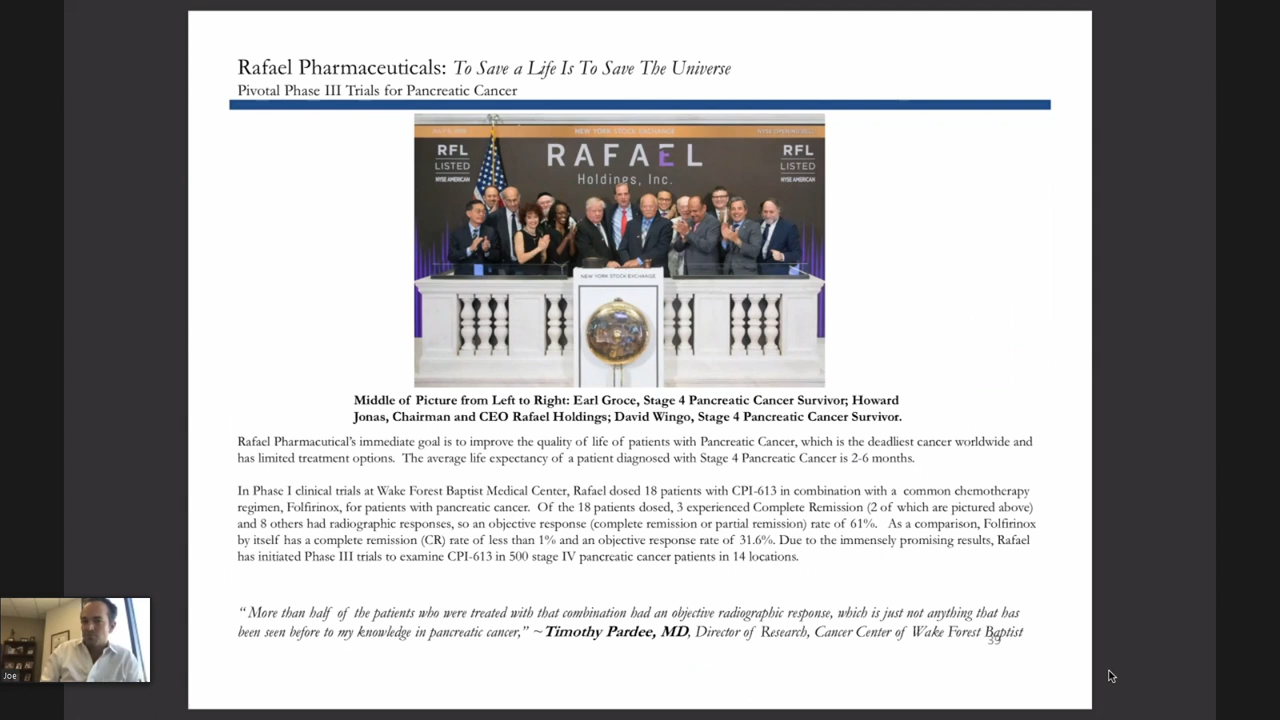 Rafael Pharmaceuticals: To Save a Life Is To Save The Universe
Pivotal Phase III Trials for Pancreatic Cancer
NEW YORK STOCK EXCHANGE
RFL
LISTED
NYSE AMERICAN
RAFAEL
Holdings, Inc.
RFL
LISTED
NYSE AMERICAN
NEW YORK STOCK EXCHANGE
Middle of Picture from Left to Right: Earl Groce, Stage 4 Pancreatic Cancer Survivor; Howard
Jonas, Chairman and CEO Rafael Holdings; David Wingo, Stage 4 Pancreatic Cancer Survivor.
Rafael Pharmacutical's immediate goal is to improve the quality of life of patients with Pancreatic Cancer, which is the deadliest cancer worldwide and
has limited treatment options. The average life expectancy of a patient diagnosed with Stage 4 Pancreatic Cancer is 2-6 months.
In Phase I clinical trials at Wake Forest Baptist Medical Center, Rafael dosed 18 patients with CPI-613 in combination with a common chemotherapy
regimen, Folfirinox, for patients with pancreatic cancer. Of the 18 patients dosed, 3 experienced Complete Remission (2 of which are pictured above)
and 8 others had radiographic responses, so an objective response (complete remission or partial remission) rate of 61%. As a comparison, Folfirinox
by itself has a complete remission (CR) rate of less than 1% and an objective response rate of 31.6%. Due to the immensely promising results, Rafael
has initiated Phase III trials to examine CPI-613 in 500 stage IV pancreatic cancer patients in 14 locations.
“ More than half of the patients who were treated with that combination had an objective radiographic response, which is just not anything that has
been seen before to my knowledge in pancreatic cancer,” ~ Timothy Pardee, MD, Director of Research, Cancer Center of Wake Forest Baptist
39
Joe